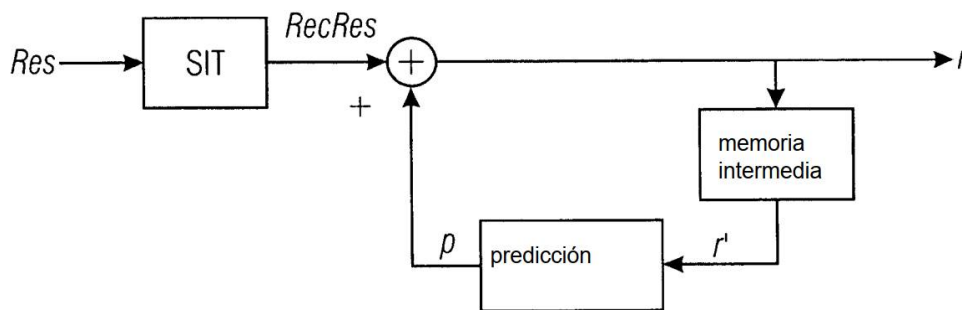 Res
SIT
RecRes
+
+
memoria
intermedia
p
predicción
r'